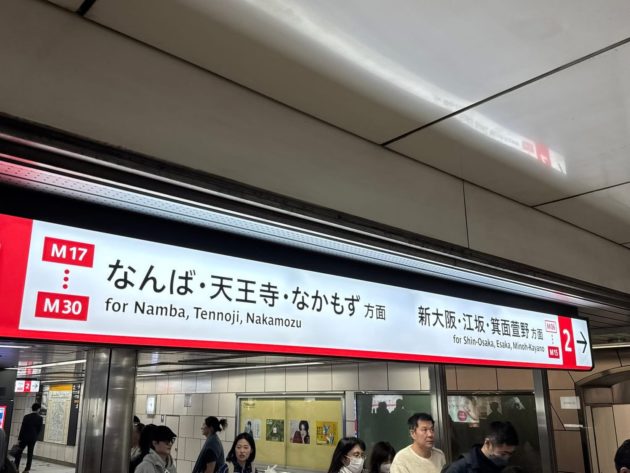 M17
M30
なんば・天王寺・なかもず 方面
for Namba, Tennoji, Nakamozu
新大阪・江坂・箕面萱野 方面
for Shin-Osaka, Esaka, Minoh-Kayano
M15
2 →